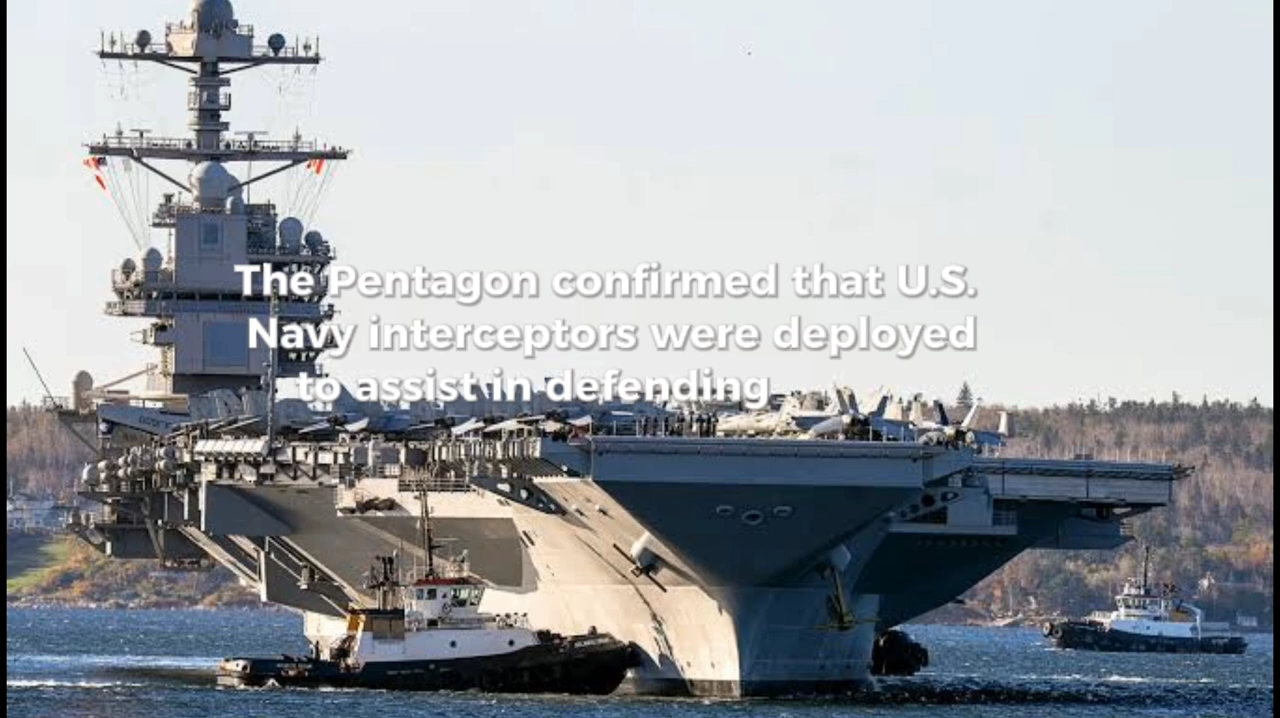 The Pentagon confirmed that U.S.
Navy interceptors were deployed
to assist in defending